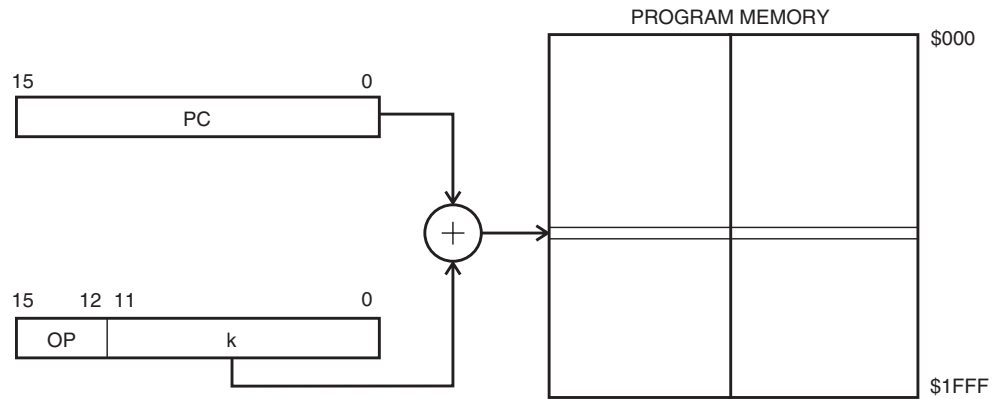 PROGRAM MEMORY
$000
15 0
PC
+
15 12 11 0
OP k
$1FFF